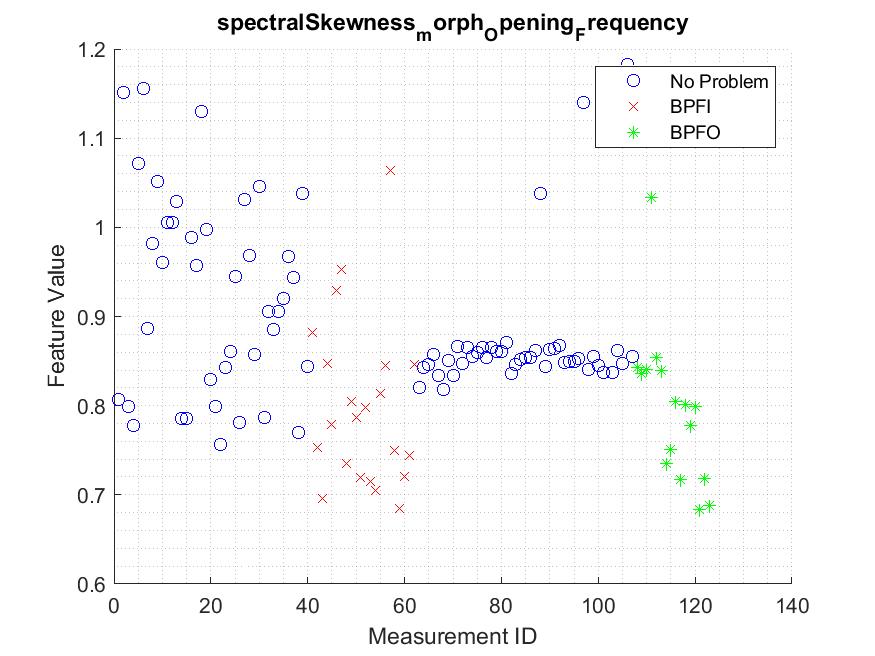 spectralSkewness_morph_Opening_Frequency
1.2
1.1
1
0.9
0.8
0.7
0.6
Feature Value
No Problem
BPFI
BPFO
0 20 40 60 80 100 120 140
Measurement ID